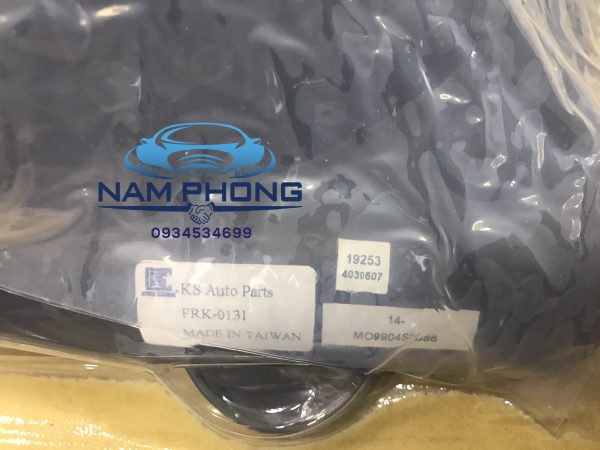 NAM PHONG
0934534699
19253
4030507
KS Auto Parts
FRK-0131
MADE IN TAIWAN
14-